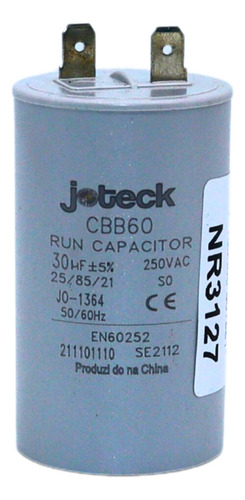 joteck
CBB60
RUN CAPACITOR
30µF±5% 250VAC
25/85/21 S0
JO-1364 CE
50/60Hz
EN60252
211101110 SE2112
Produzi do na China
NR3127